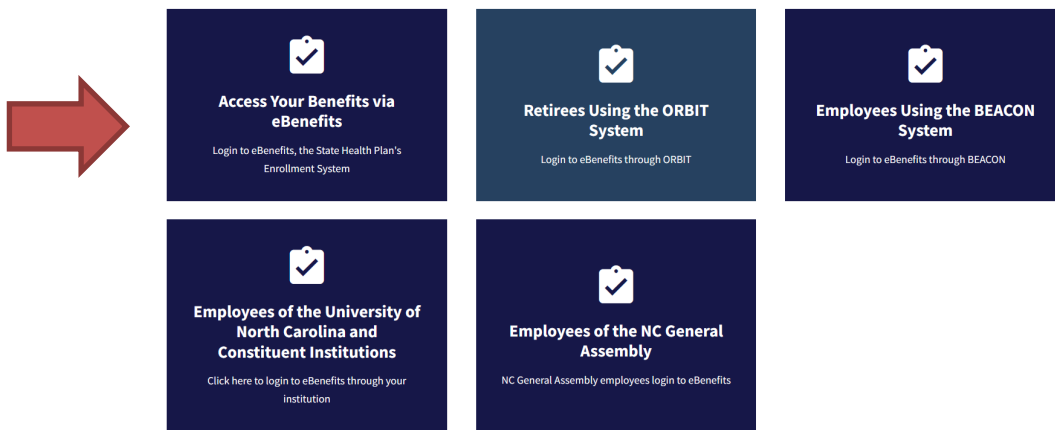 Access Your Benefits via
eBenefits
Login to eBenefits, the State Health Plan's
Enrollment System
Retirees Using the ORBIT
System
Login to eBenefits through ORBIT
Employees Using the BEACON
System
Login to eBenefits through BEACON
Employees of the University of
North Carolina and
Constituent Institutions
Click here to login to eBenefits through your
institution
Employees of the NC General
Assembly
NC General Assembly employees login to eBenefits